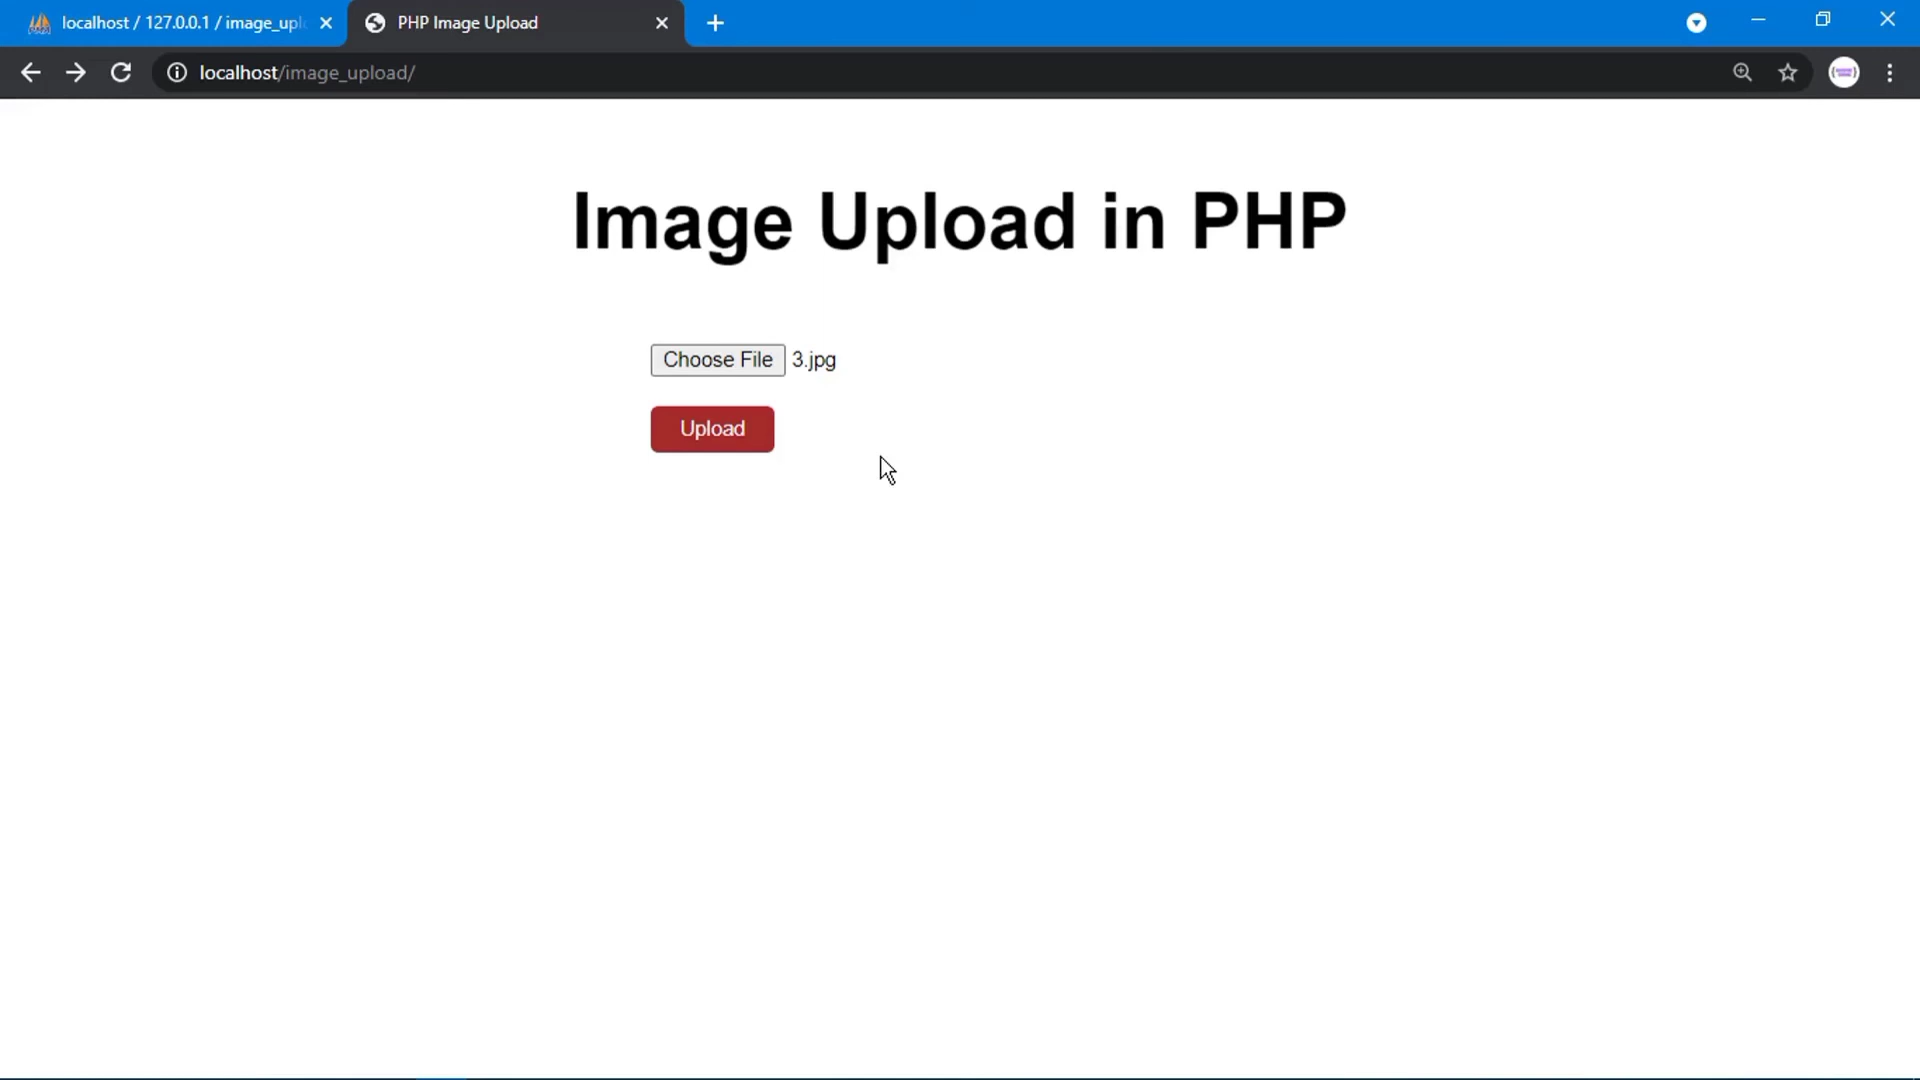 localhost / 127.0.0.1 / image_upl
PHP Image Upload
localhost/image_upload/
Image Upload in PHP
Choose File 3.jpg
Upload